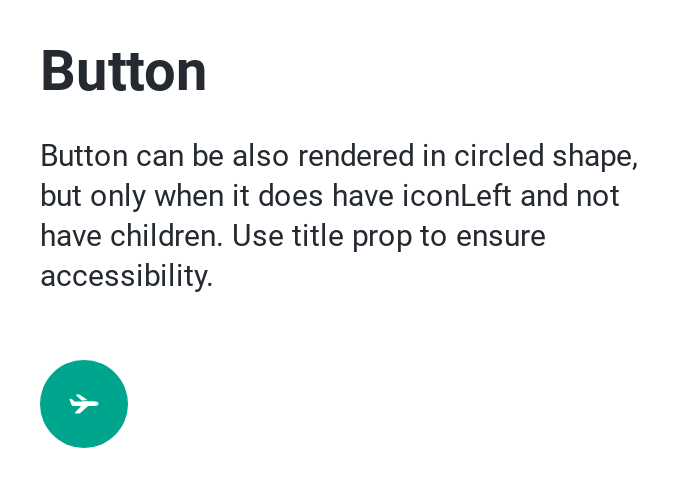 Button
Button can be also rendered in circled shape,
but only when it does have iconLeft and not
have children. Use title prop to ensure
accessibility.